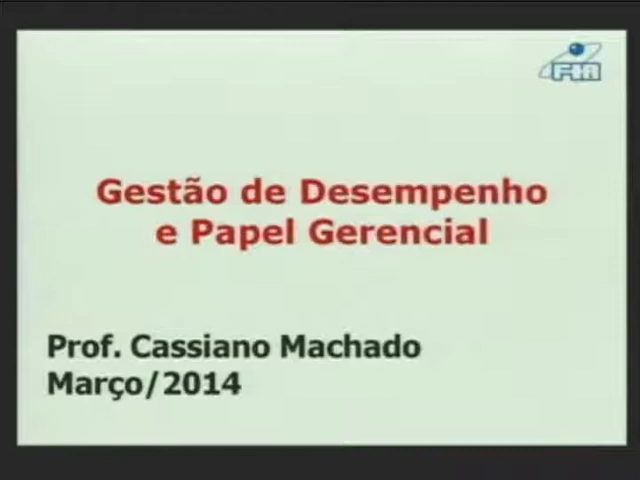 FIA
Gestão de Desempenho
e Papel Gerencial
Prof. Cassiano Machado
Março/2014